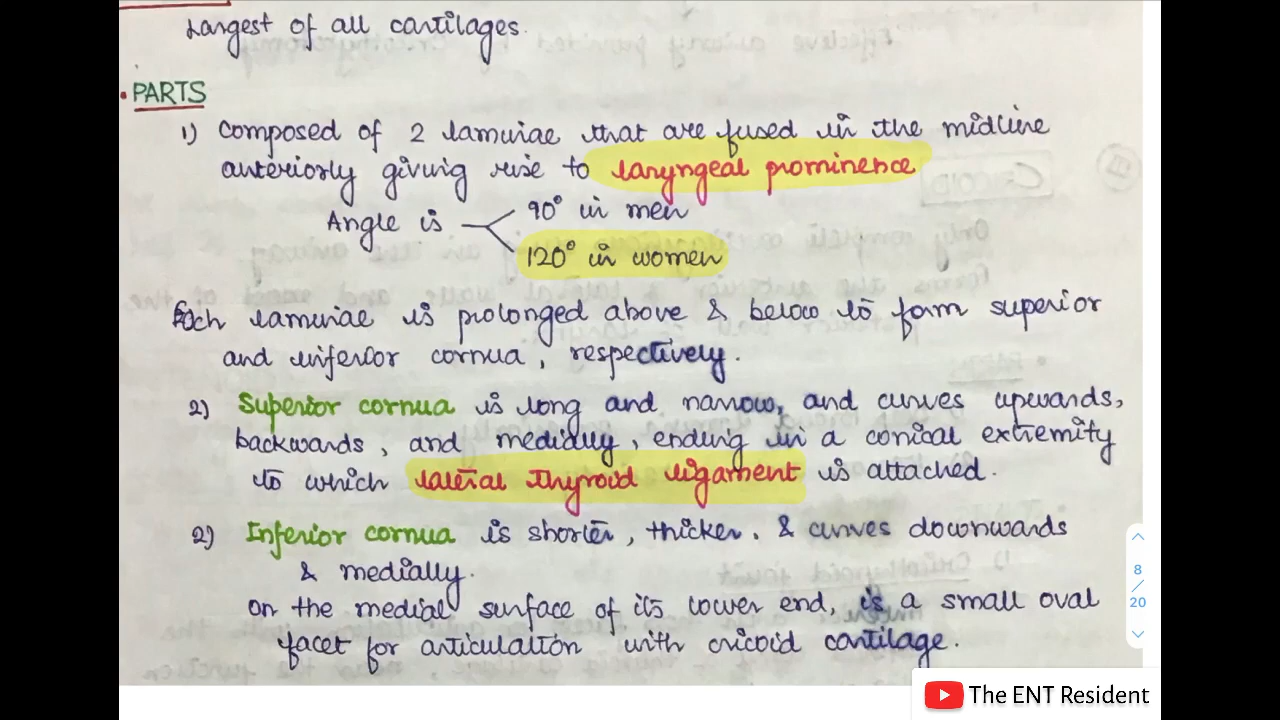 Largest of all cartilages.
• PARTS
1) Composed of 2 lamuiae that are fused in the midline
anteriorly giving rise to laryngeal prominence
Angle is 90° in men
120° in women
Each lamuiae is prolonged above & below to form superior
and inferior cornua, respectively.
2) Superior cornua is long and narrow, and curves upwards,
backwards, and medially, ending in a conical extremity
to which lateral thyroid ligament is attached.
2) Inferior cornua is shorter, thicker, & curves downwards
& medially.
on the medial surface of its lower end, is a small oval
facet for articulation with cricoid cartilage.
8
/
20
The ENT Resident